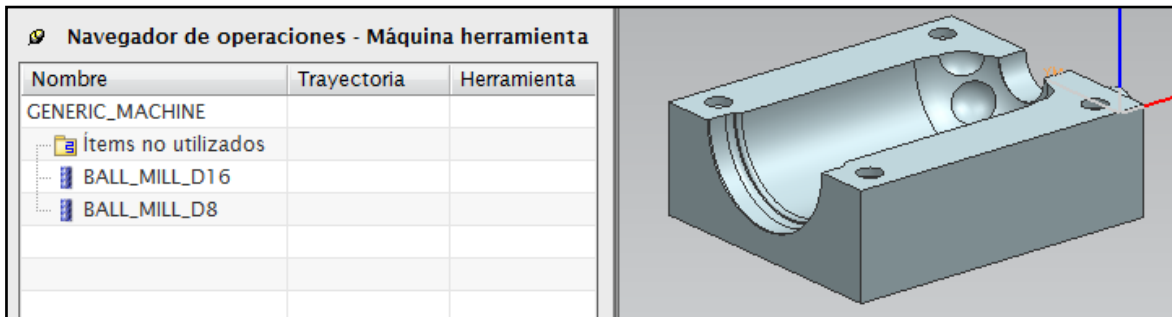 Navegador de operaciones - Máquina herramienta
Nombre Trayectoria Herramienta
GENERIC_MACHINE
Ítems no utilizados
BALL_MILL_D16
BALL_MILL_D8